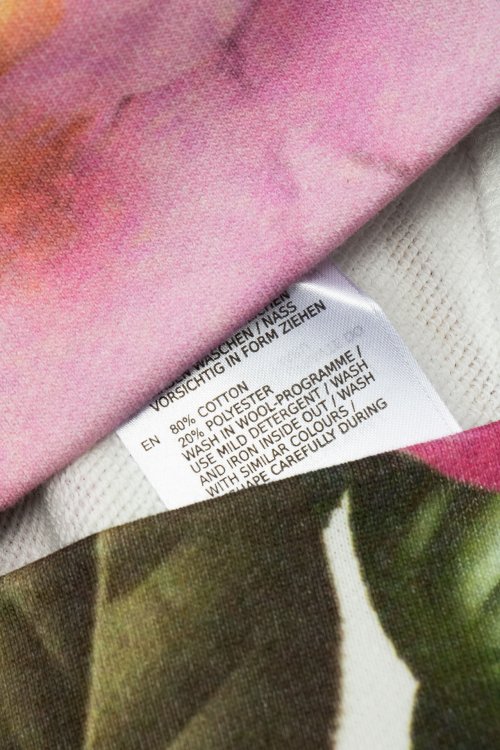 WASCHEN / NASS
VORSICHTIG IN FORM ZIEHEN
EN 80% COTTON
20% POLYESTER
WASH IN WOOL-PROGRAMME /
USE MILD DETERGENT / WASH
AND IRON INSIDE OUT / WASH
WITH SIMILAR COLOURS /
CAREFULLY DURING